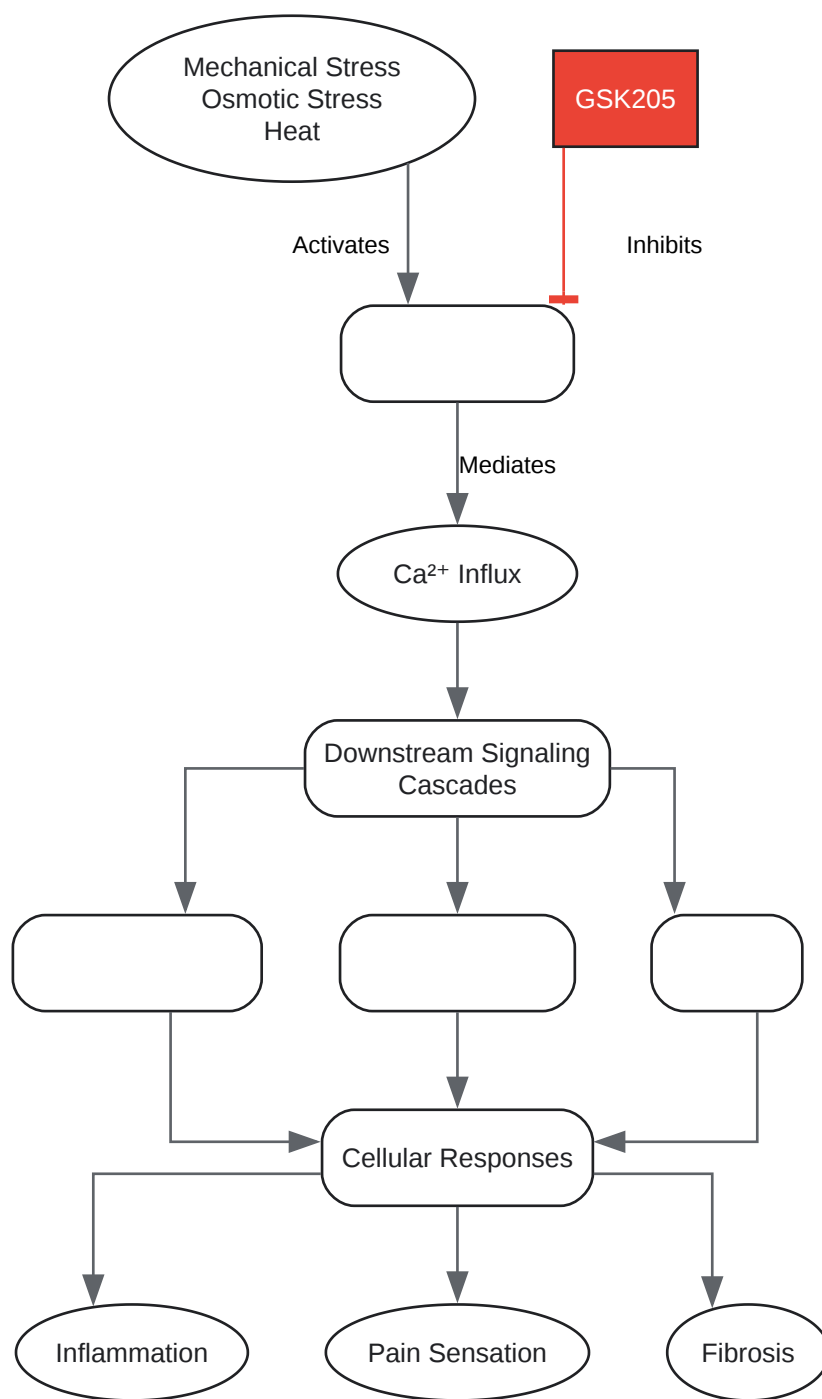 Mechanical Stress
Osmotic Stress
Heat
GSK205
Activates
Inhibits
Mediates
Ca²⁺ Influx
Downstream Signaling
Cascades
Cellular Responses
Inflammation
Pain Sensation
Fibrosis